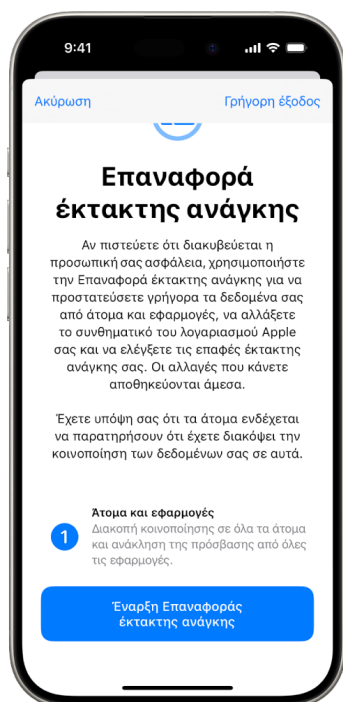 9:41
Ακύρωση
Γρήγορη έξοδος
Επαναφορά
έκτακτης ανάγκης
Αν πιστεύετε ότι διακυβεύεται η
προσωπική σας ασφάλεια, χρησιμοποιήστε
την Επαναφορά έκτακτης ανάγκης για να
προστατεύσετε γρήγορα τα δεδομένα σας
από άτομα και εφαρμογές, να αλλάξετε
το συνθηματικό του λογαριασμού Apple
σας και να ελέγξετε τις επαφές έκτακτης
ανάγκης σας. Οι αλλαγές που κάνετε
αποθηκεύονται άμεσα.
Έχετε υπόψη σας ότι τα άτομα ενδέχεται
να παρατηρήσουν ότι έχετε διακόψει την
κοινοποίηση των δεδομένων σας σε αυτά.
1
Άτομα και εφαρμογές
Διακοπή κοινοποίησης σε όλα τα άτομα
και ανάκληση της πρόσβασης από όλες
τις εφαρμογές.
Έναρξη Επαναφοράς
έκτακτης ανάγκης